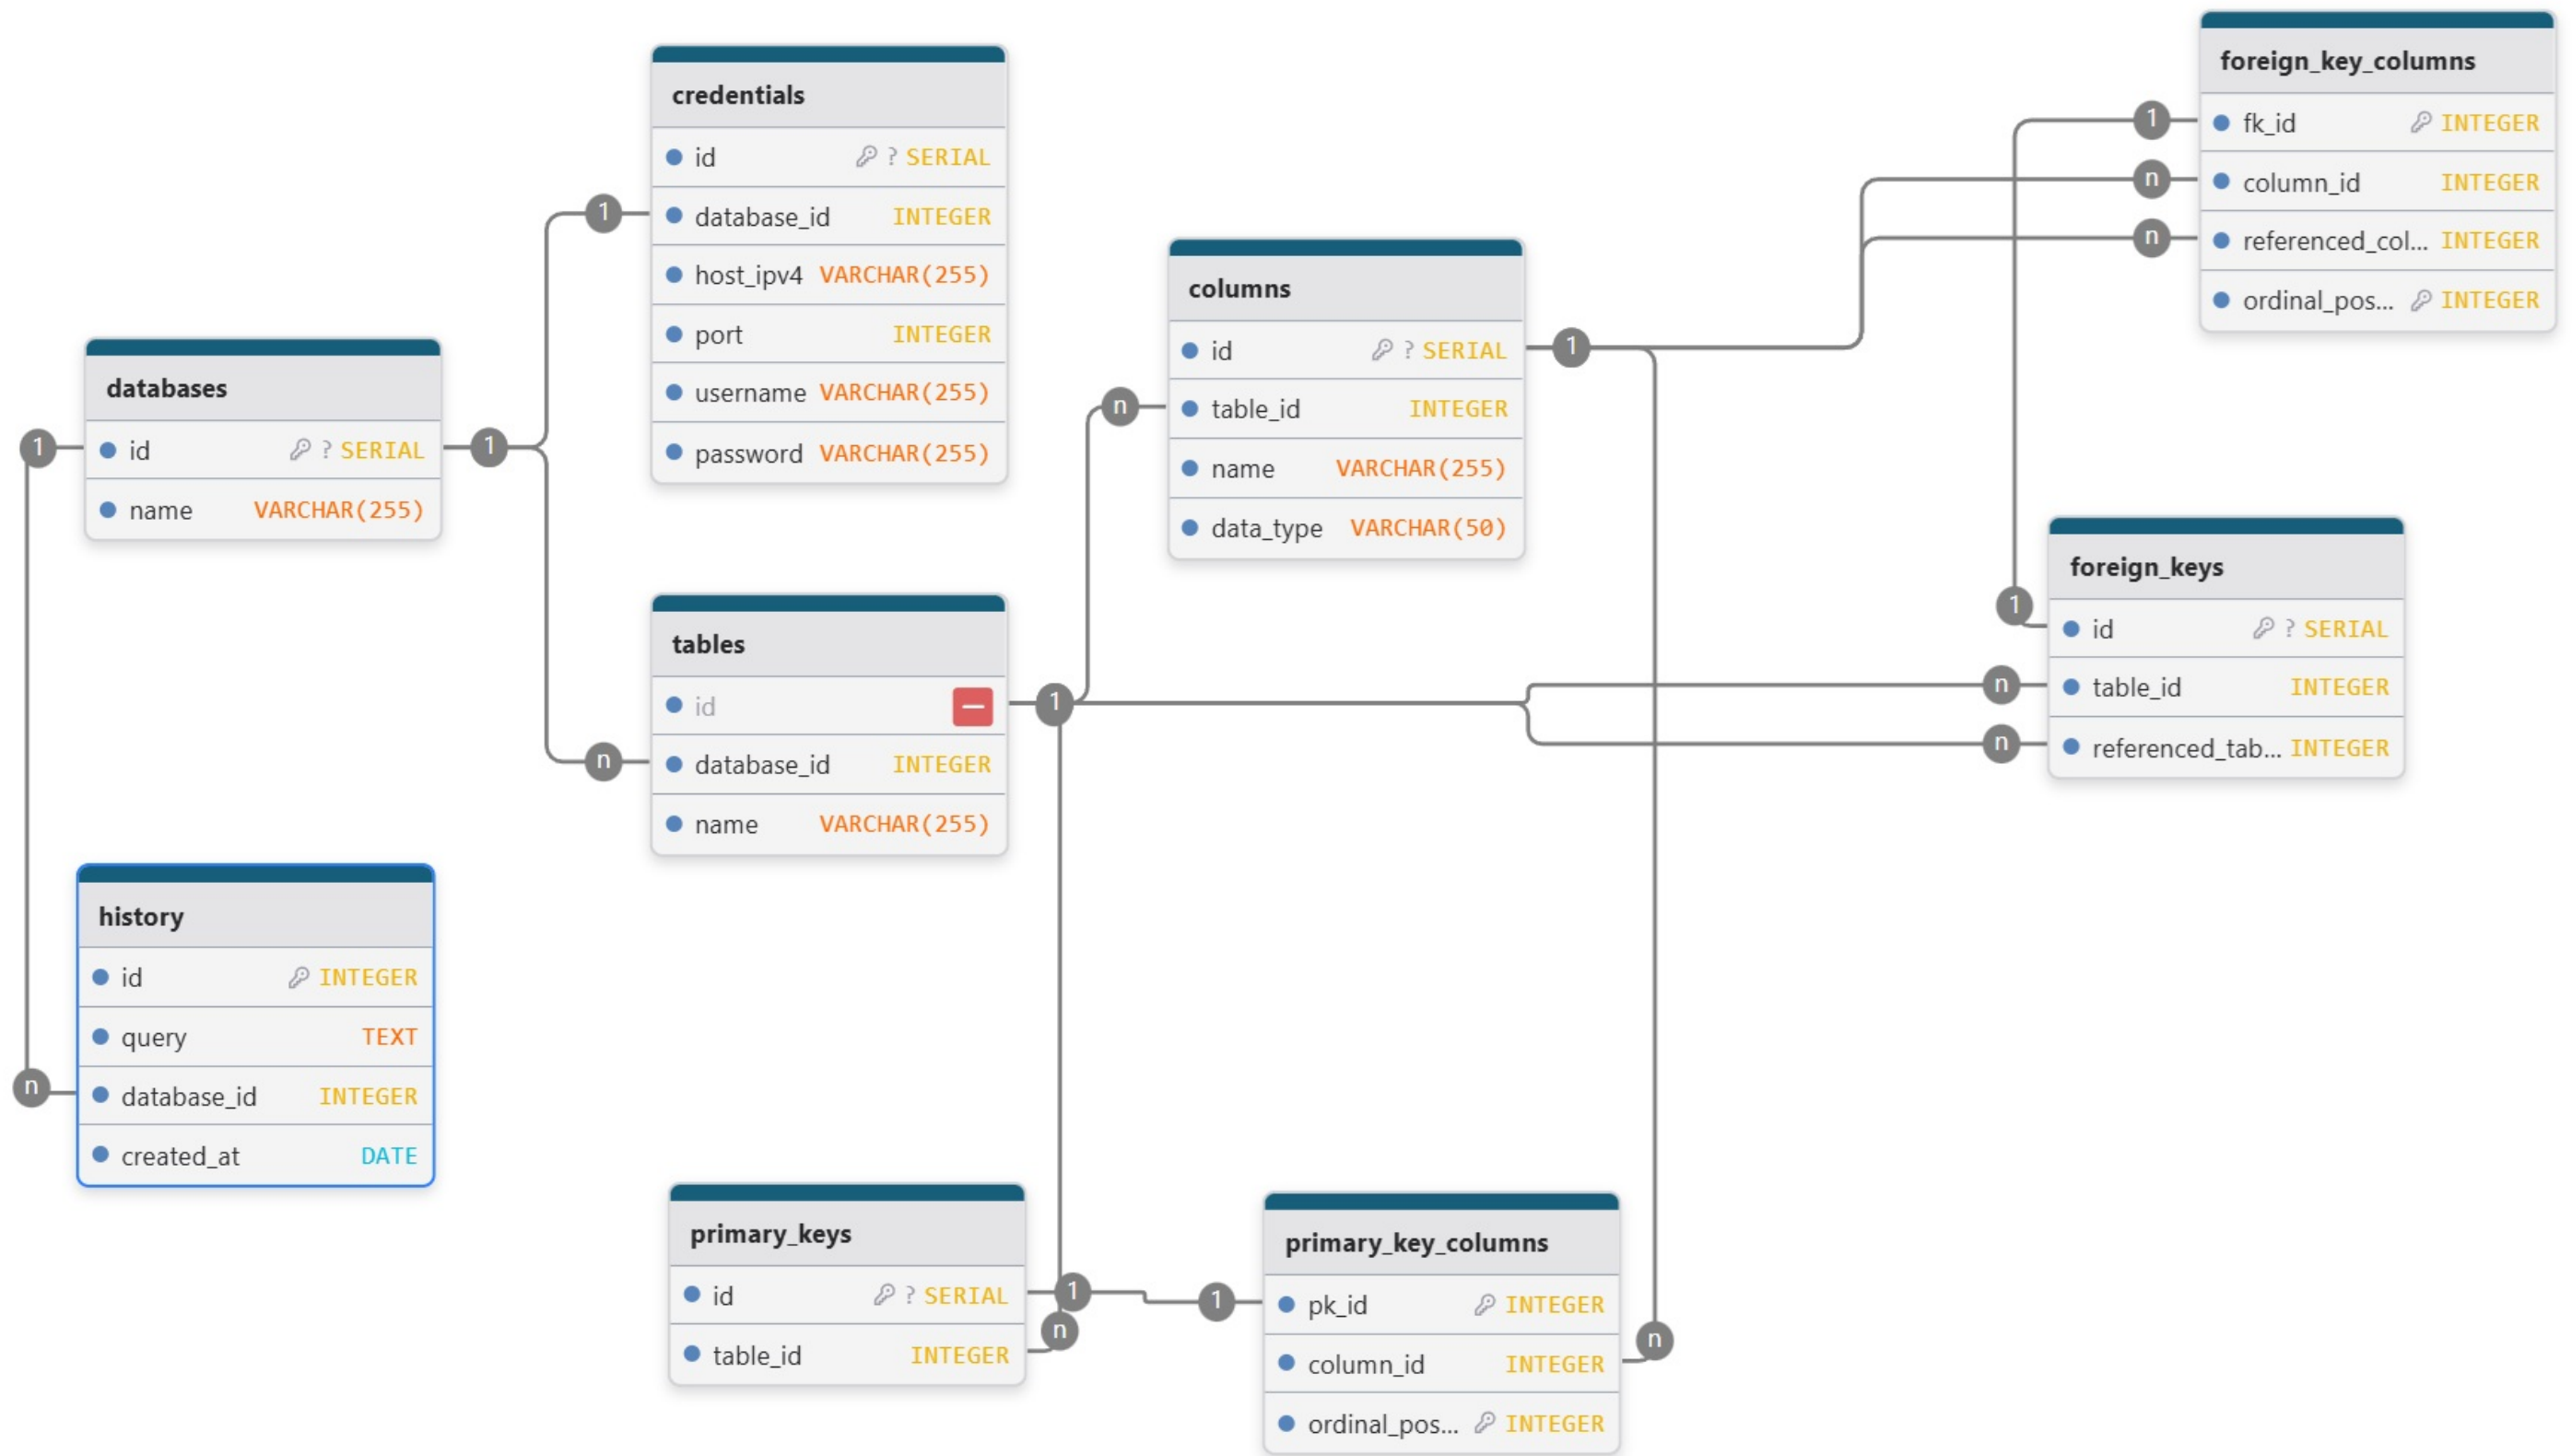 databases
id ? SERIAL
name VARCHAR(255)
1
1
credentials
id ? SERIAL
database_id INTEGER
host_ipv4 VARCHAR(255)
port INTEGER
username VARCHAR(255)
password VARCHAR(255)
1
tables
id
database_id INTEGER
name VARCHAR(255)
n
1
history
id INTEGER
query TEXT
database_id INTEGER
created_at DATE
n
columns
id ? SERIAL
table_id INTEGER
name VARCHAR(255)
data_type VARCHAR(50)
n
1
foreign_key_columns
fk_id INTEGER
column_id INTEGER
referenced_col... INTEGER
ordinal_pos... INTEGER
1
n
n
foreign_keys
id ? SERIAL
table_id INTEGER
referenced_tab... INTEGER
1
n
n
primary_keys
id ? SERIAL
table_id INTEGER
1
n
primary_key_columns
pk_id INTEGER
column_id INTEGER
ordinal_pos... INTEGER
1
n